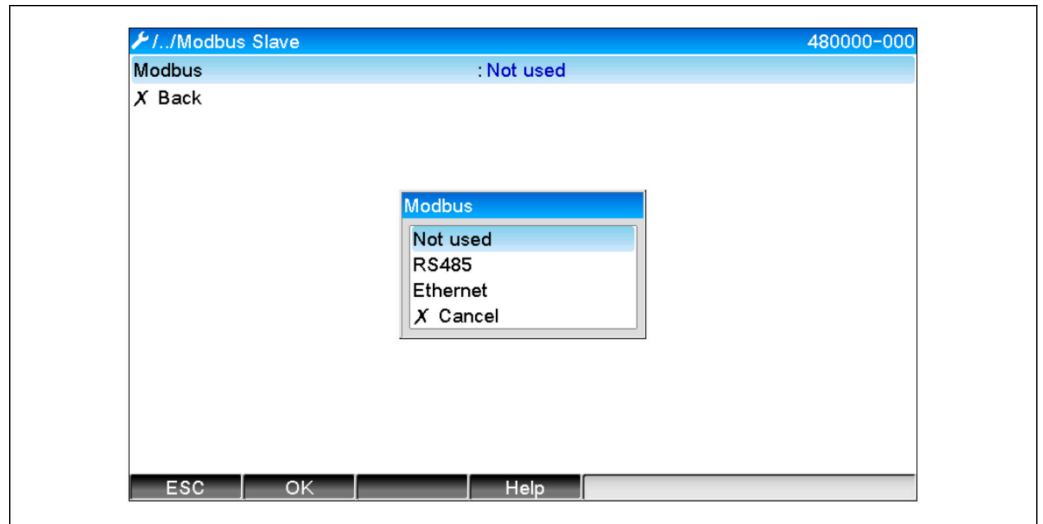 /../Modbus Slave 480000-000
Modbus : Not used
X Back
Modbus
Not used
RS485
Ethernet
X Cancel
ESC OK Help